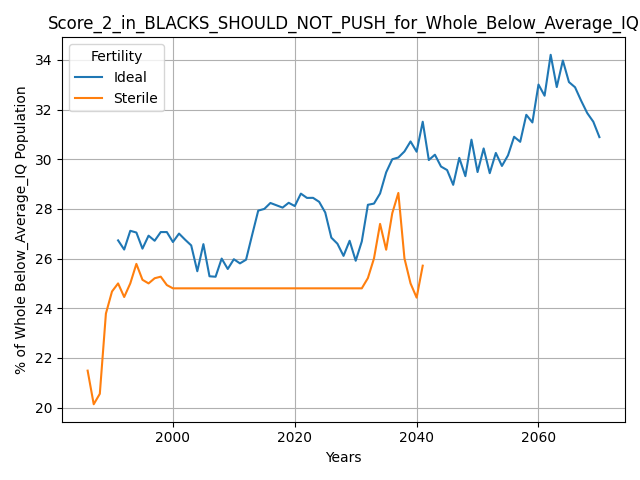 Score_2_in_BLACKS_SHOULD_NOT_PUSH_for_Whole_Below_Average_IQ
Fertility
Ideal
Sterile
% of Whole Below_Average_IQ Population
34
32
30
28
26
24
22
20
2000 2020 2040 2060
Years